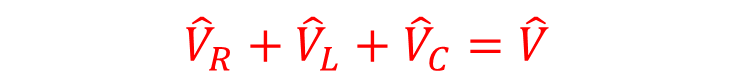 V̂_R + V̂_L + V̂_C = V̂